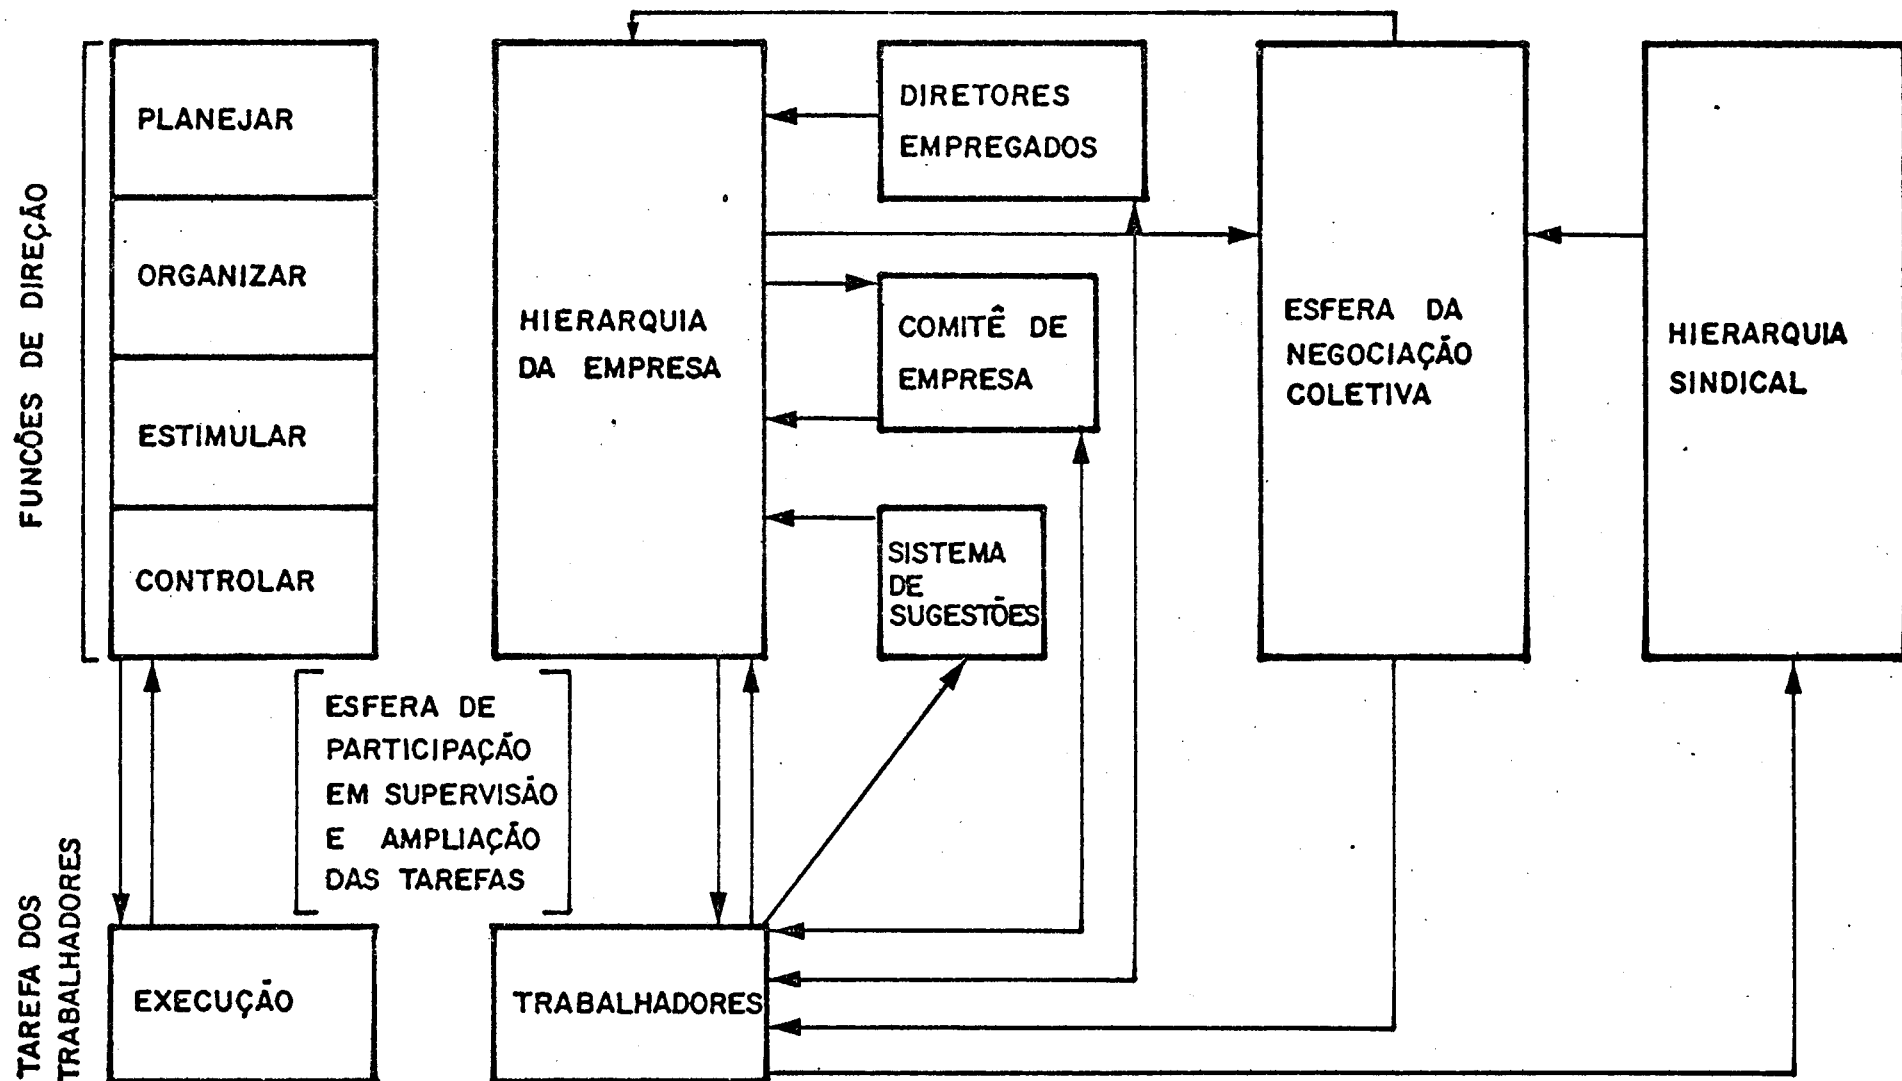 FUNCÕES DE DIREÇÃO
PLANEJAR
ORGANIZAR
ESTIMULAR
CONTROLAR
HIERARQUIA
DA EMPRESA
DIRETORES
EMPREGADOS
COMITÊ DE
EMPRESA
SISTEMA
DE
SUGESTÕES
ESFERA DA
NEGOCIAÇÃO
COLETIVA
HIERARQUIA
SINDICAL
ESFERA DE
PARTICIPAÇÃO
EM SUPERVISÃO
E AMPLIAÇÃO
DAS TAREFAS
TAREFA DOS
TRABALHADORES
EXECUÇÃO
TRABALHADORES